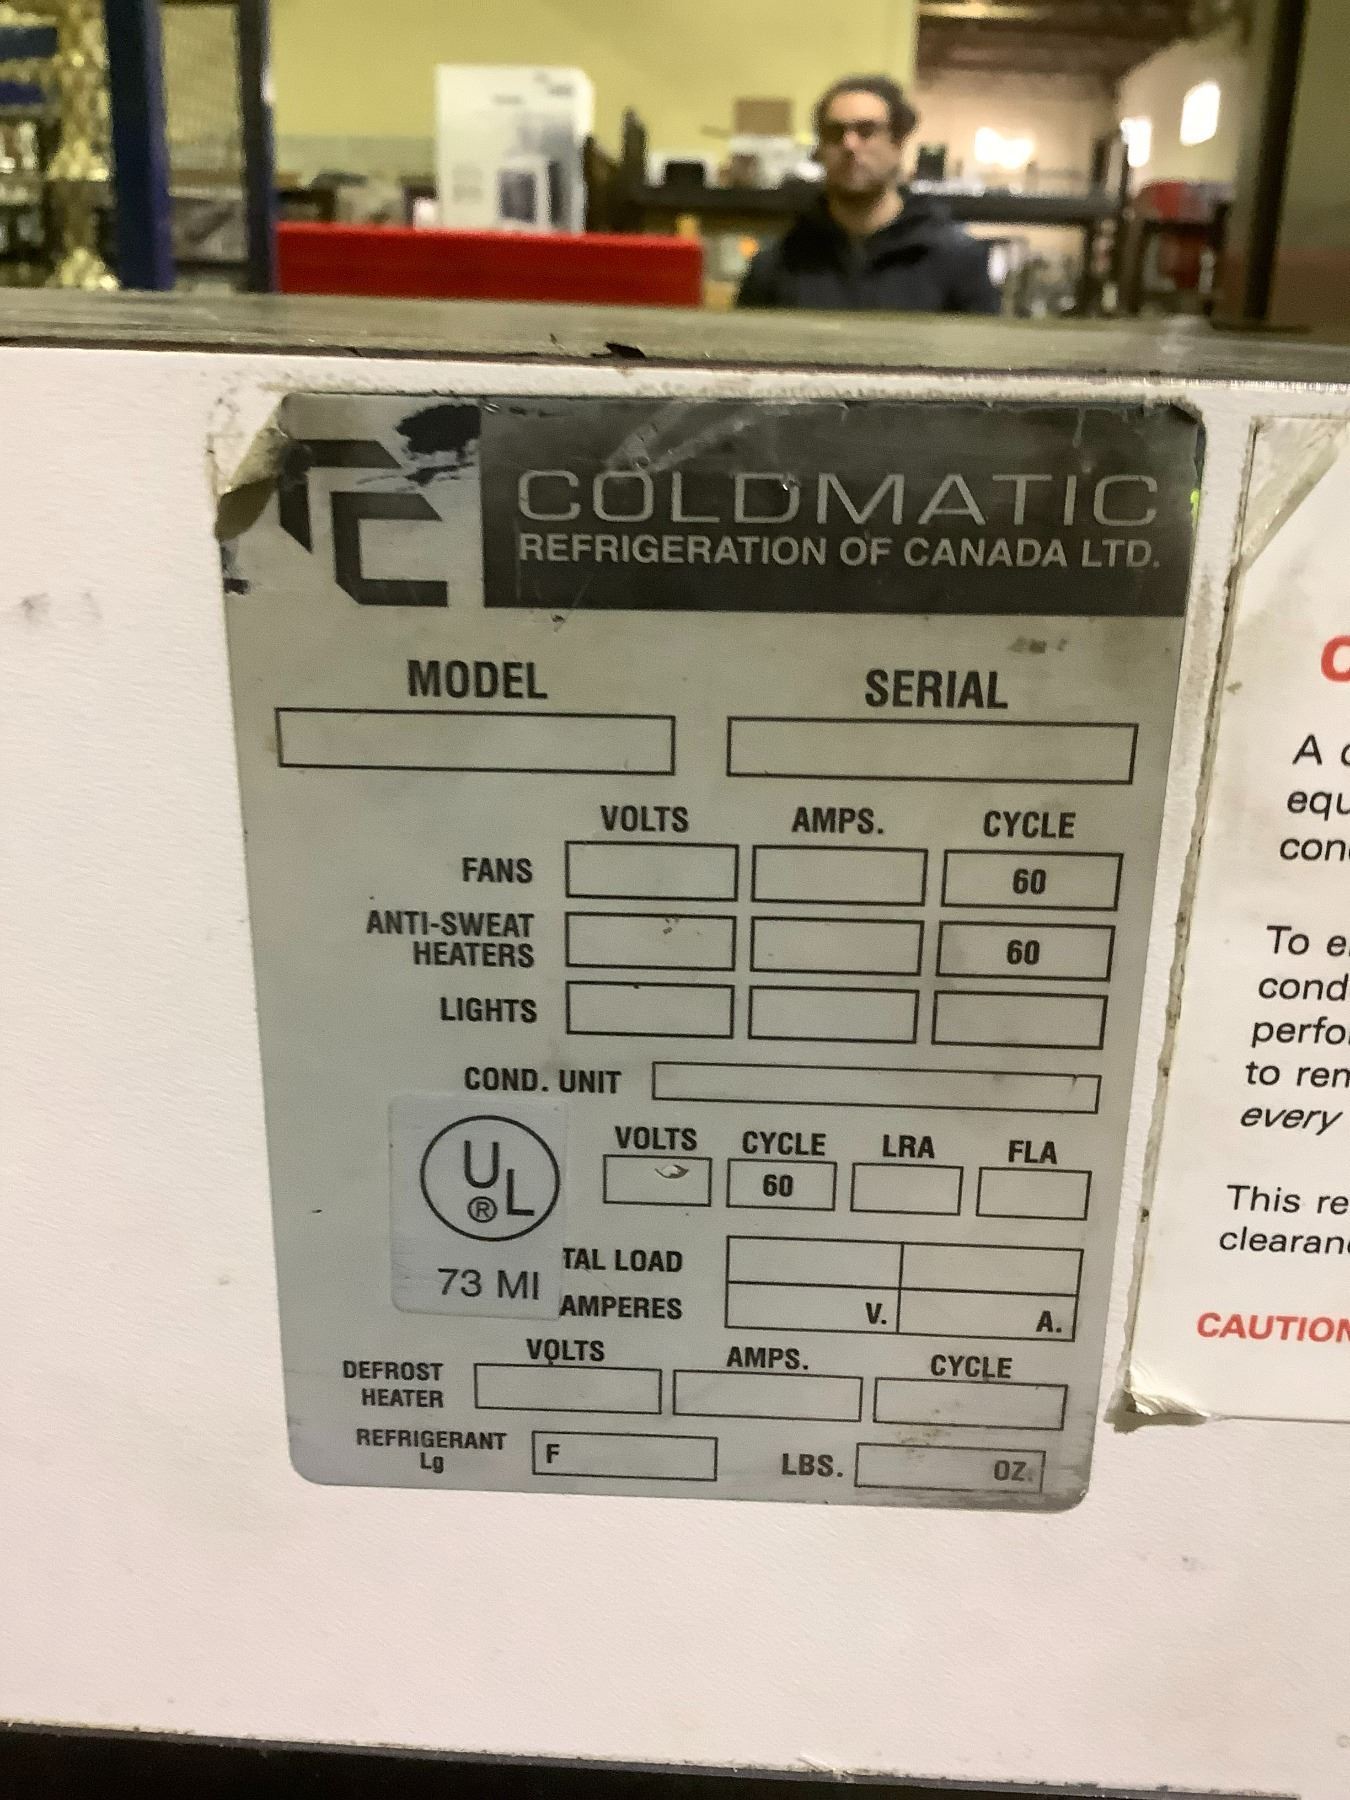 COLDMATIC
REFRIGERATION OF CANADA LTD.
MODEL SERIAL
VOLTS AMPS. CYCLE
FANS 60
ANTI-SWEAT
HEATERS 60
LIGHTS
COND. UNIT
VOLTS CYCLE LRA FLA
60
UL
®
73 MI
TAL LOAD
AMPERES V. A.
VOLTS AMPS. CYCLE
DEFROST
HEATER
REFRIGERANT F LBS. OZ.
Lg
A
equ
con
To e
cond
perfo
to ren
every
This re
clearan
CAUTION